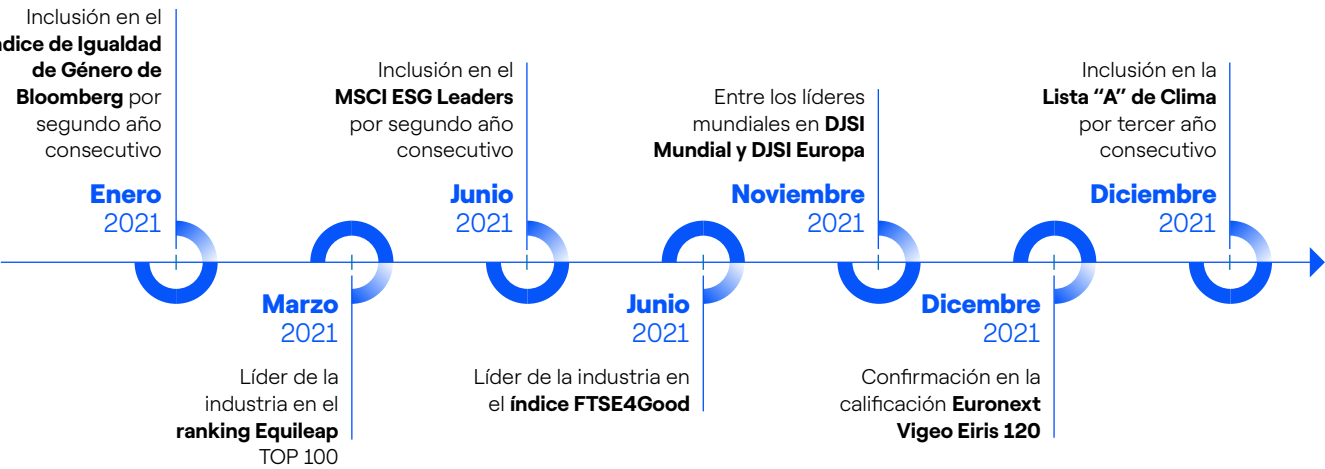 Inclusión en el
ndice de Igualdad
de Género de
Bloomberg por
segundo año
consecutivo
Enero
2021
Marzo
2021
Líder de la
industria en el
ranking Equileap
TOP 100
Inclusión en el
MSCI ESG Leaders
por segundo año
consecutivo
Junio
2021
Junio
2021
Líder de la industria en
el índice FTSE4Good
Entre los líderes
mundiales en DJSI
Mundial y DJSI Europa
Noviembre
2021
Dicembre
2021
Confirmación en la
calificación Euronext
Vigeo Eiris 120
Inclusión en la
Lista “A” de Clima
por tercer año
consecutivo
Diciembre
2021